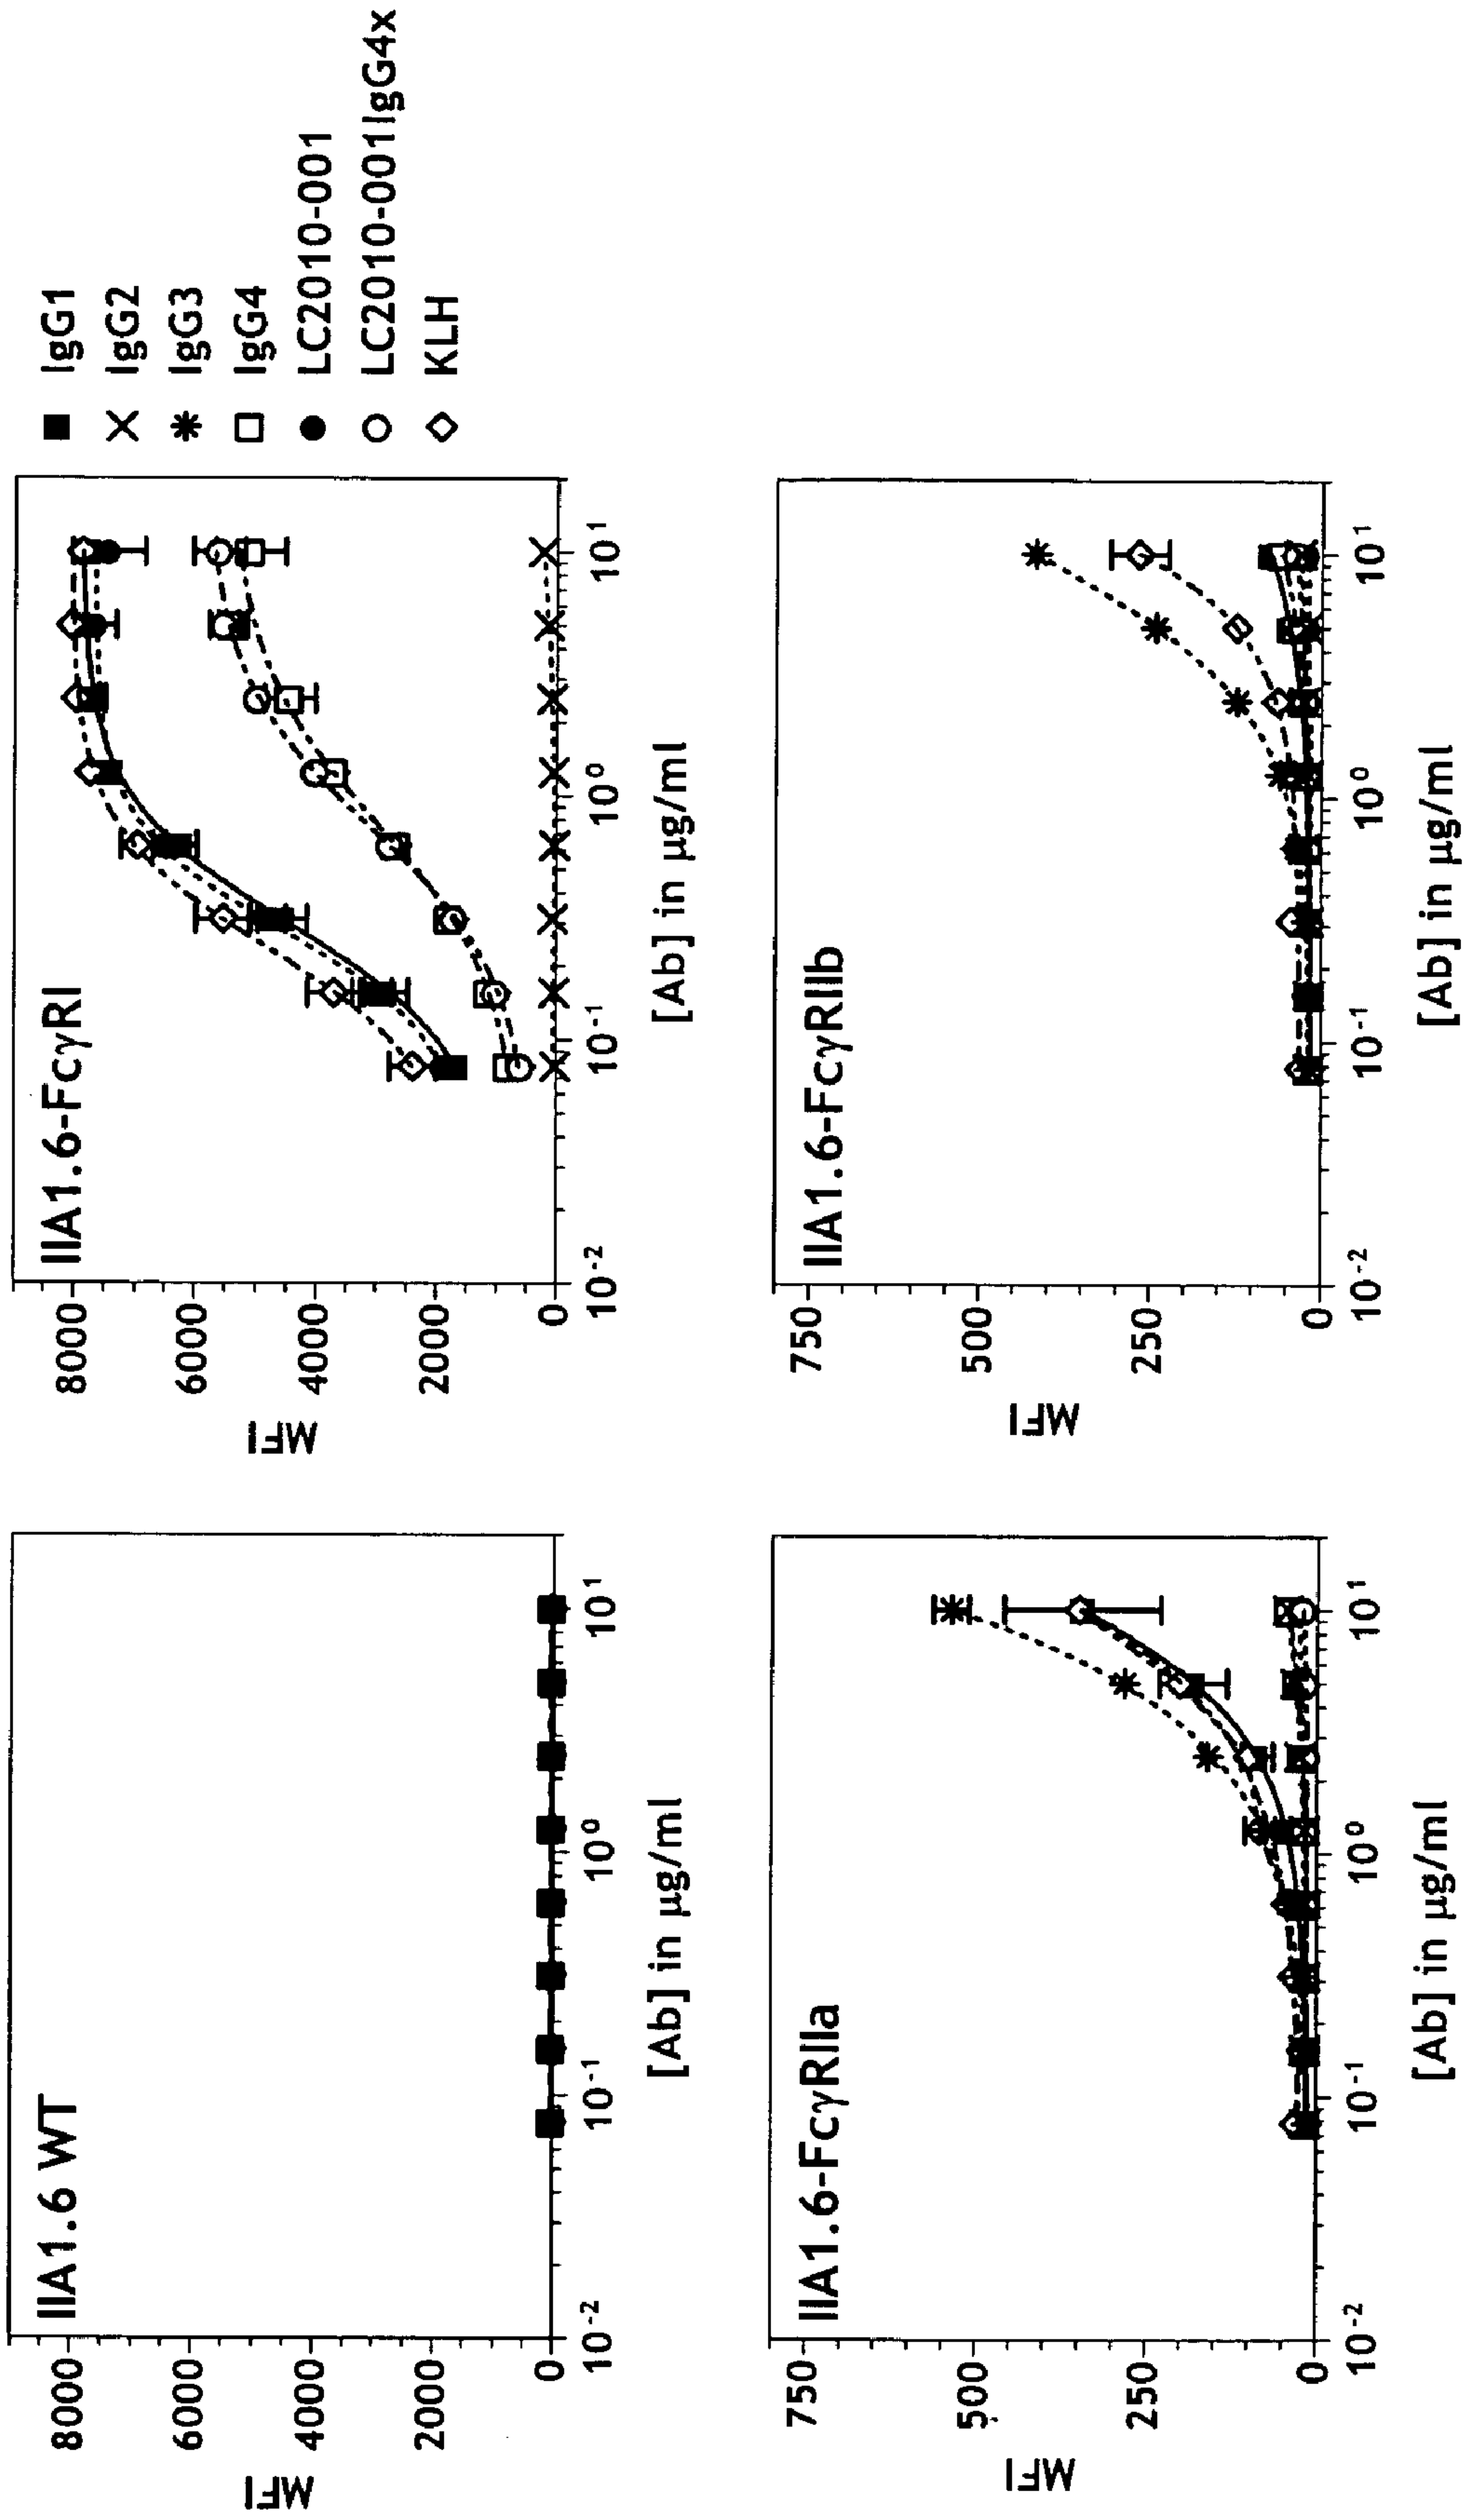 IIA1.6 WT
MFI
8000
6000
4000
2000
0
10-2
10-1
10⁰
10¹
[Ab] in µg/ml
IIA1.6-FcγRI
MFI
8000
6000
4000
2000
0
10-2
10-1
10⁰
10¹
[Ab] in µg/ml
IgG1
IgG2
IgG3
IgG4
LC2010-001
LC2010-001IgG4x
KLH
IIA1.6-FcγRIIa
MFI
750
500
250
0
10-2
10-1
10⁰
10¹
[Ab] in µg/ml
IIA1.6-FcγRIIb
MFI
750
500
250
0
10-2
10-1
10⁰
10¹
[Ab] in µg/ml